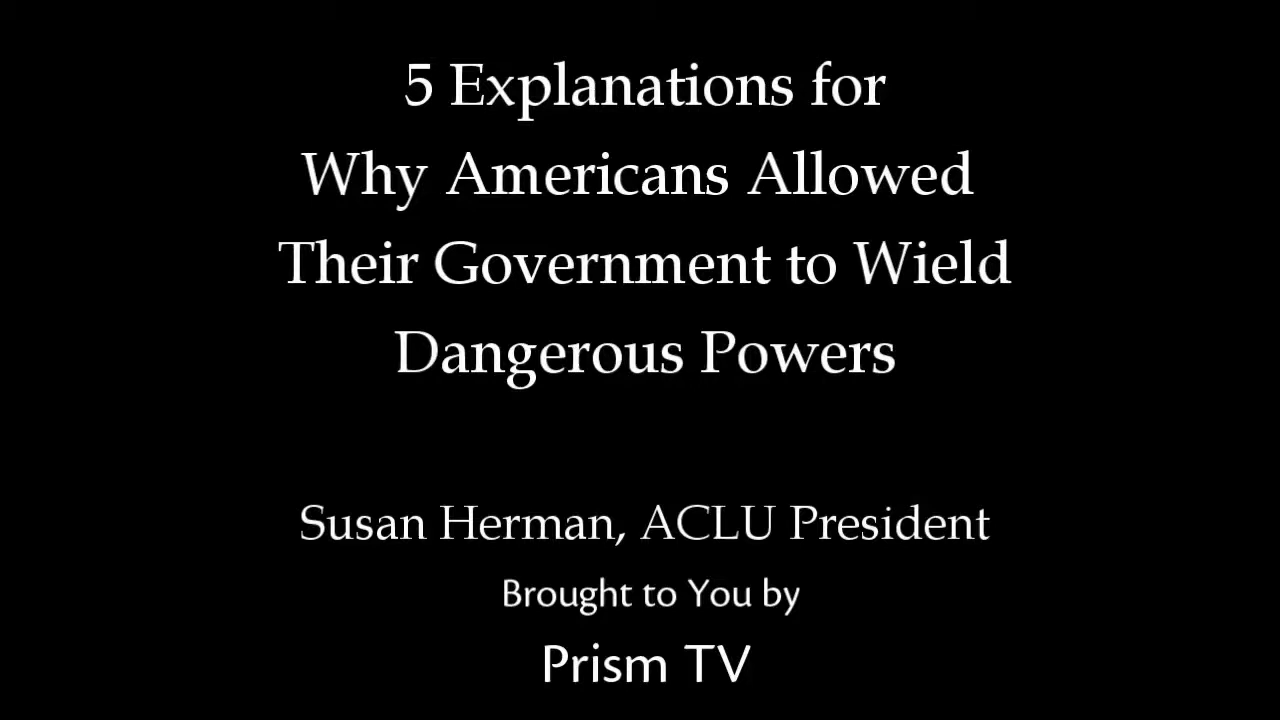 5 Explanations for
Why Americans Allowed
Their Government to Wield
Dangerous Powers
Susan Herman, ACLU President
Brought to You by
Prism TV